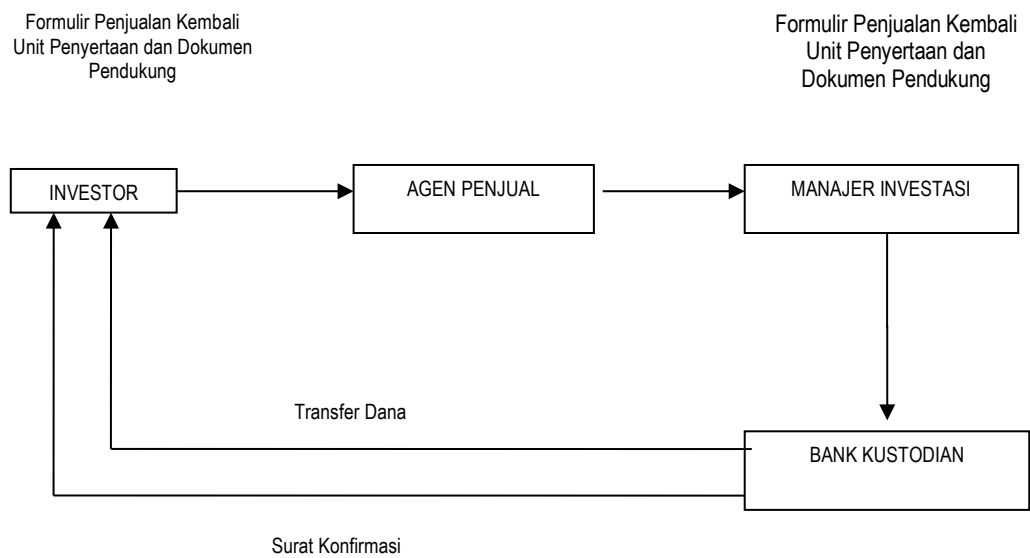 Formulir Penjualan Kembali
Unit Penyertaan dan Dokumen
Pendukung
Formulir Penjualan Kembali
Unit Penyertaan dan
Dokumen Pendukung
INVESTOR
AGEN PENJUAL
MANAJER INVESTASI
Transfer Dana
BANK KUSTODIAN
Surat Konfirmasi